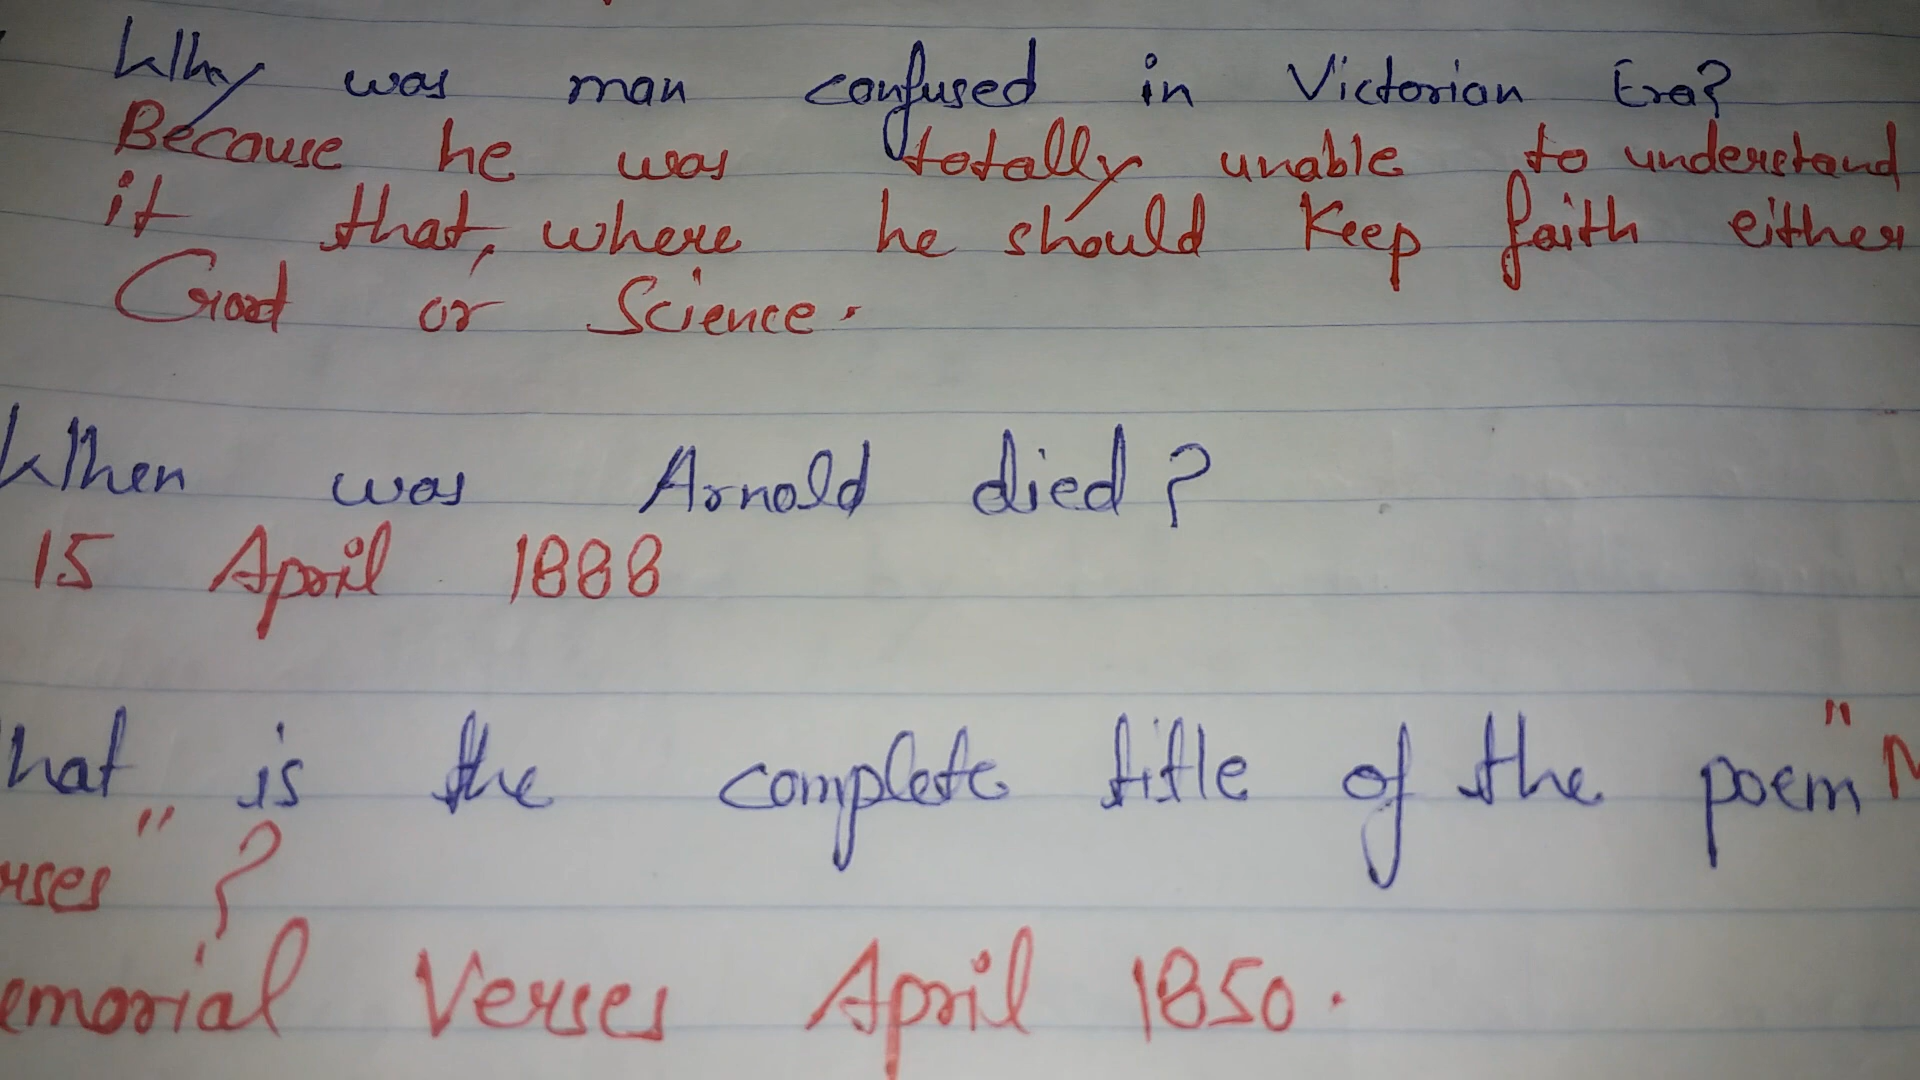 Why was man confused in Victorian Era?
Because he was totally unable to understand
it that, where he should keep faith either
God or Science.
When was Arnold died?
15 April 1888
hat is the complete title of the poem "M
rses"?
emorial Verses April 1850.